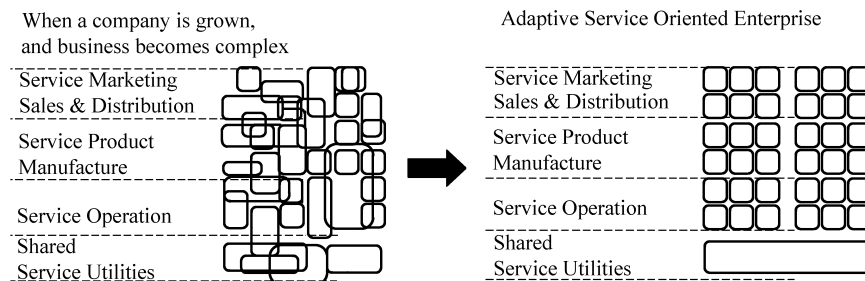 When a company is grown,
and business becomes complex
Service Marketing
Sales & Distribution
Service Product
Manufacture
Service Operation
Shared
Service Utilities
Adaptive Service Oriented Enterprise
Service Marketing
Sales & Distribution
Service Product
Manufacture
Service Operation
Shared
Service Utilities